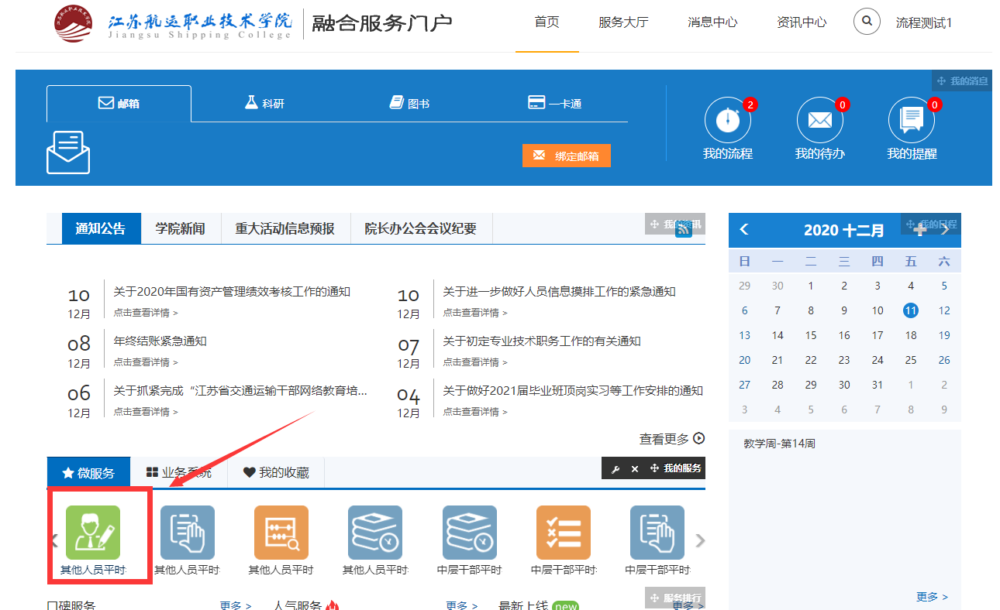 江苏航运职业技术学院
Jiangsu Shipping College
融合服务门户
首页
服务大厅
消息中心
资讯中心
流程测试1
邮箱
科研
图书
一卡通
我的消息
2
0
0
我的流程
我的待办
我的提醒
绑定邮箱
通知公告
学院新闻
重大活动信息预报
院长办公会会议纪要
10
12月
关于2020年国有资产管理绩效考核工作的通知
点击查看详情 >
10
12月
关于进一步做好人员信息摸排工作的紧急通知
点击查看详情 >
08
12月
年终结账紧急通知
点击查看详情 >
07
12月
关于初定专业技术职务工作的有关通知
点击查看详情 >
06
12月
关于抓紧完成“江苏省交通运输干部网络教育培...
点击查看详情 >
04
12月
关于做好2021届毕业班顶岗实习等工作安排的通知
点击查看详情 >
查看更多
2020 十二月
我的日程
日 一 二 三 四 五 六
29 30 1 2 3 4 5
6 7 8 9 10 11 12
13 14 15 16 17 18 19
20 21 22 23 24 25 26
27 28 29 30 31 1 2
3 4 5 6 7 8 9
教学周-第14周
更多 >
微服务
业务系统
我的收藏
我的服务
其他人员平时
其他人员平时
其他人员平时
其他人员平时
中层干部平时
中层干部平时
中层干部平时
口碑服务
更多 >
人气服务
更多 >
最新上线
new
服务排行
更多 >